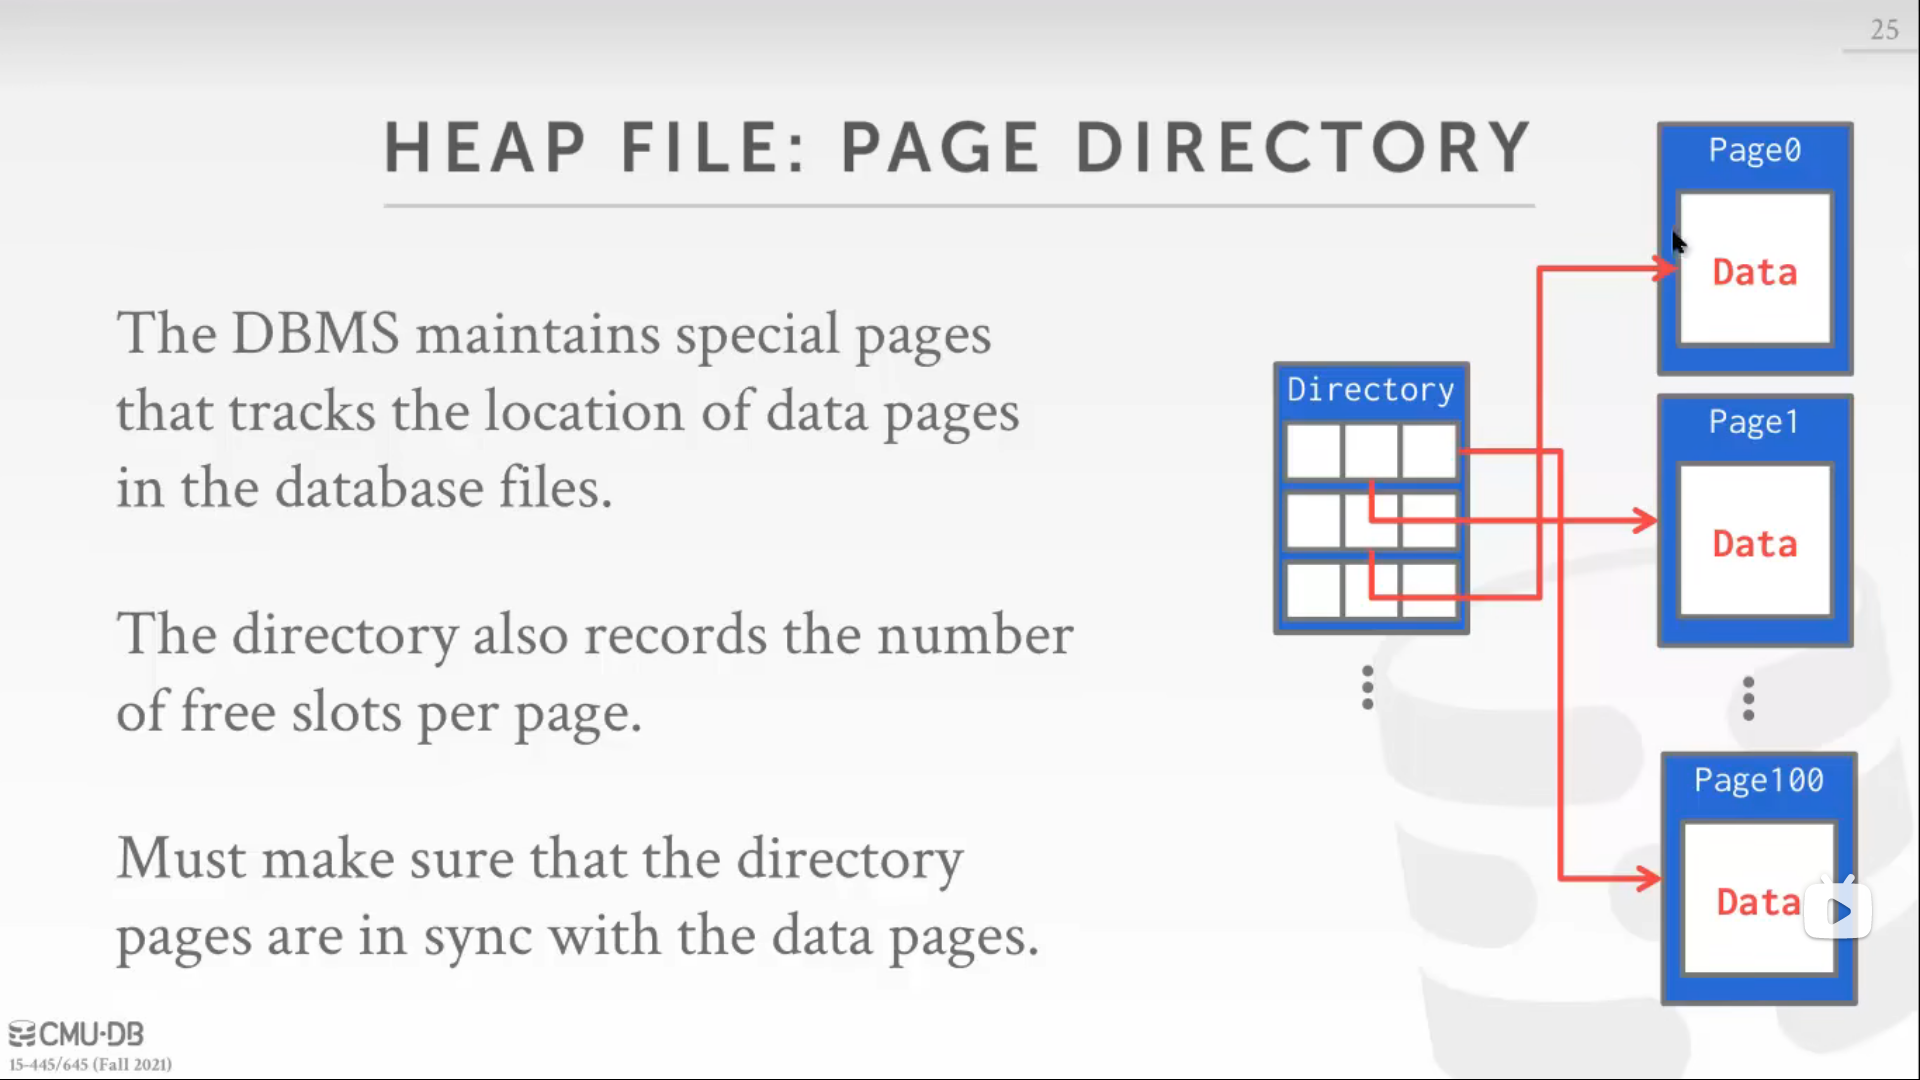 25
HEAP FILE: PAGE DIRECTORY
The DBMS maintains special pages
that tracks the location of data pages
in the database files.
The directory also records the number
of free slots per page.
Must make sure that the directory
pages are in sync with the data pages.
Directory
Page0
Data
Page1
Data
Page100
Data
CMU·DB
15-445/645 (Fall 2021)